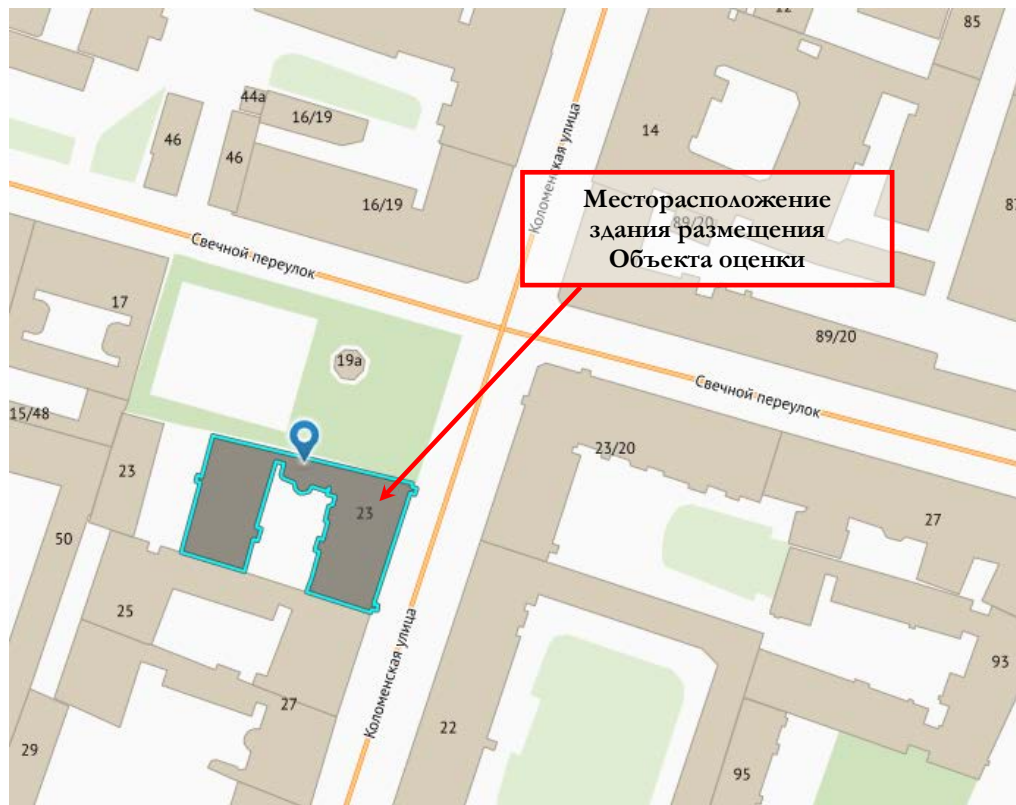 12
85
44а
16/19
46
46
14
16/19
Коломенская улица
Месторасположение
здания размещения
Объекта оценки
89/20
Свечной переулок
17
19а
89/20
Свечной переулок
15/48
23
23/20
23
27
50
25
Коломенская улица
93
27
22
29
95